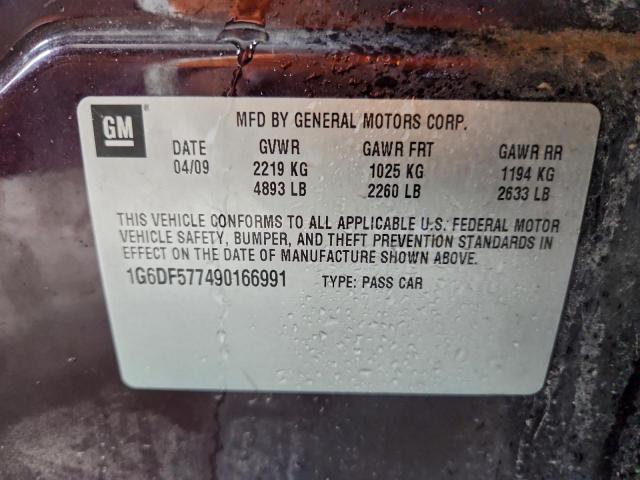 GM
MFD BY GENERAL MOTORS CORP.
DATE GVWR GAWR FRT GAWR RR
04/09 2219 KG 1025 KG 1194 KG
4893 LB 2260 LB 2633 LB
THIS VEHICLE CONFORMS TO ALL APPLICABLE U.S. FEDERAL MOTOR
VEHICLE SAFETY, BUMPER, AND THEFT PREVENTION STANDARDS IN
EFFECT ON THE DATE OF MANUFACTURE SHOWN ABOVE.
1G6DF577490166991 TYPE: PASS CAR